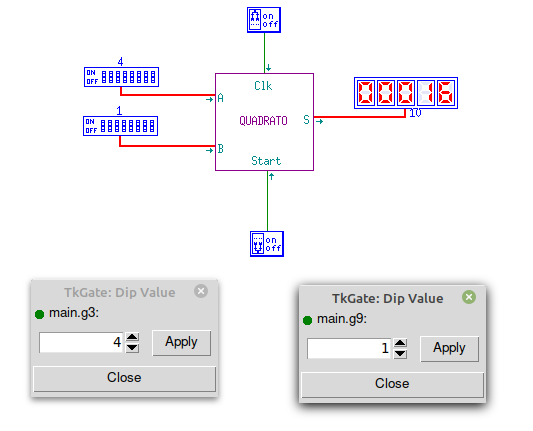 on
off
4
ON
OFF
A
Clk
00016
10
1
ON
OFF
QUADRATO
S
B
Start
on
off
TkGate: Dip Value
main.g3:
4
Apply
Close
TkGate: Dip Value
main.g9:
1
Apply
Close